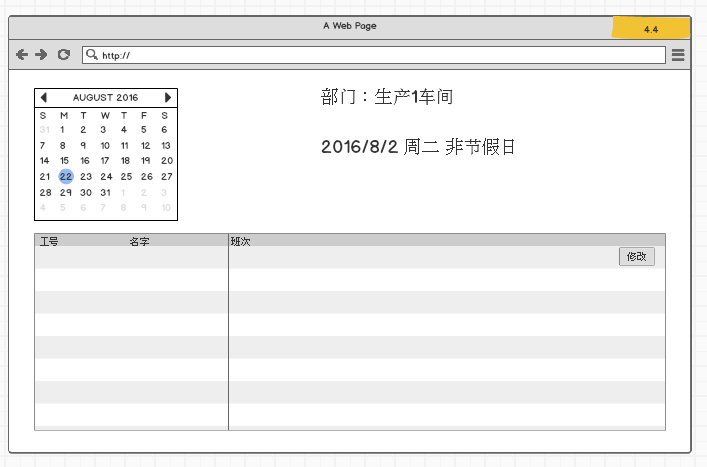 A Web Page
4.4
http://
AUGUST 2016
S M T W T F S
31 1 2 3 4 5 6
7 8 9 10 11 12 13
14 15 16 17 18 19 20
21 22 23 24 25 26 27
28 29 30 31 1 2 3
4 5 6 7 8 9 10
部门：生产1车间
2016/8/2 周二 非节假日
工号 名字 班次
修改